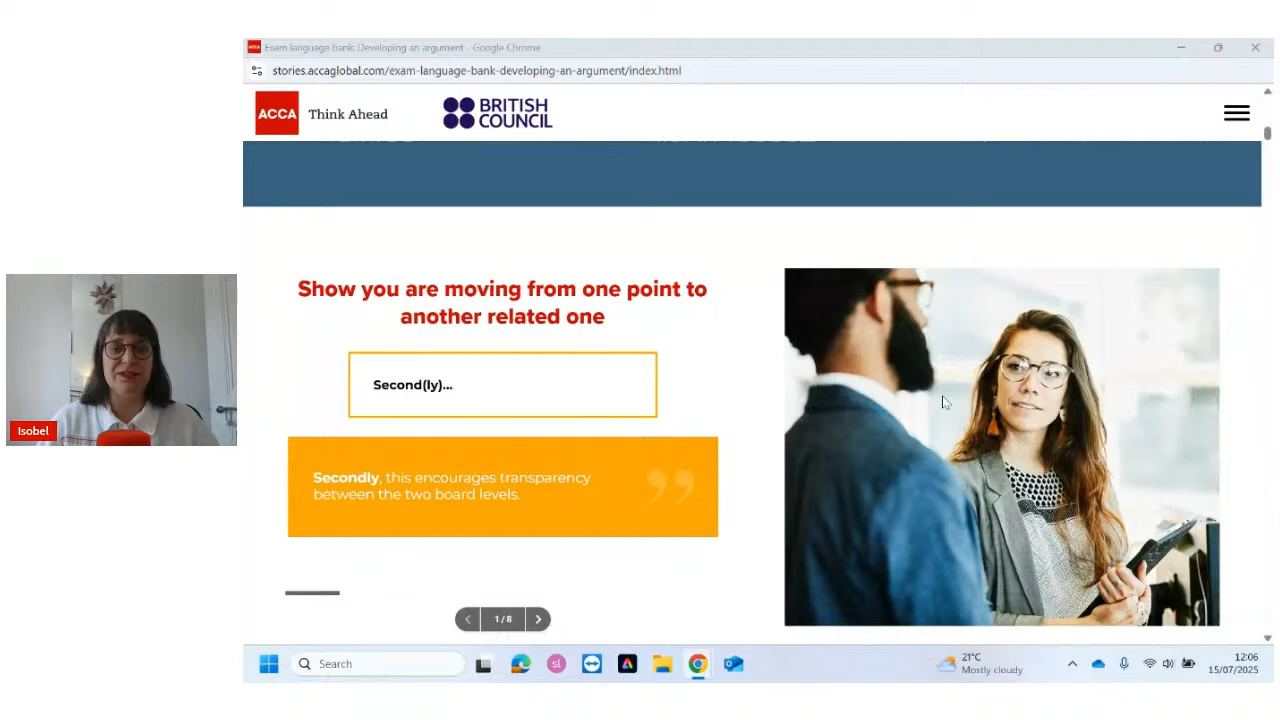 Exam language bank: Developing an argument - Google Chrome
stories.accaglobal.com/exam-language-bank-developing-an-argument/index.html
ACCA
Think Ahead
BRITISH
COUNCIL
Show you are moving from one point to
another related one
Second(ly)...
Secondly, this encourages transparency
between the two board levels.
”
1 / 8
Isobel
Search
sl
21°C
Mostly cloudy
12:06
15/07/2025